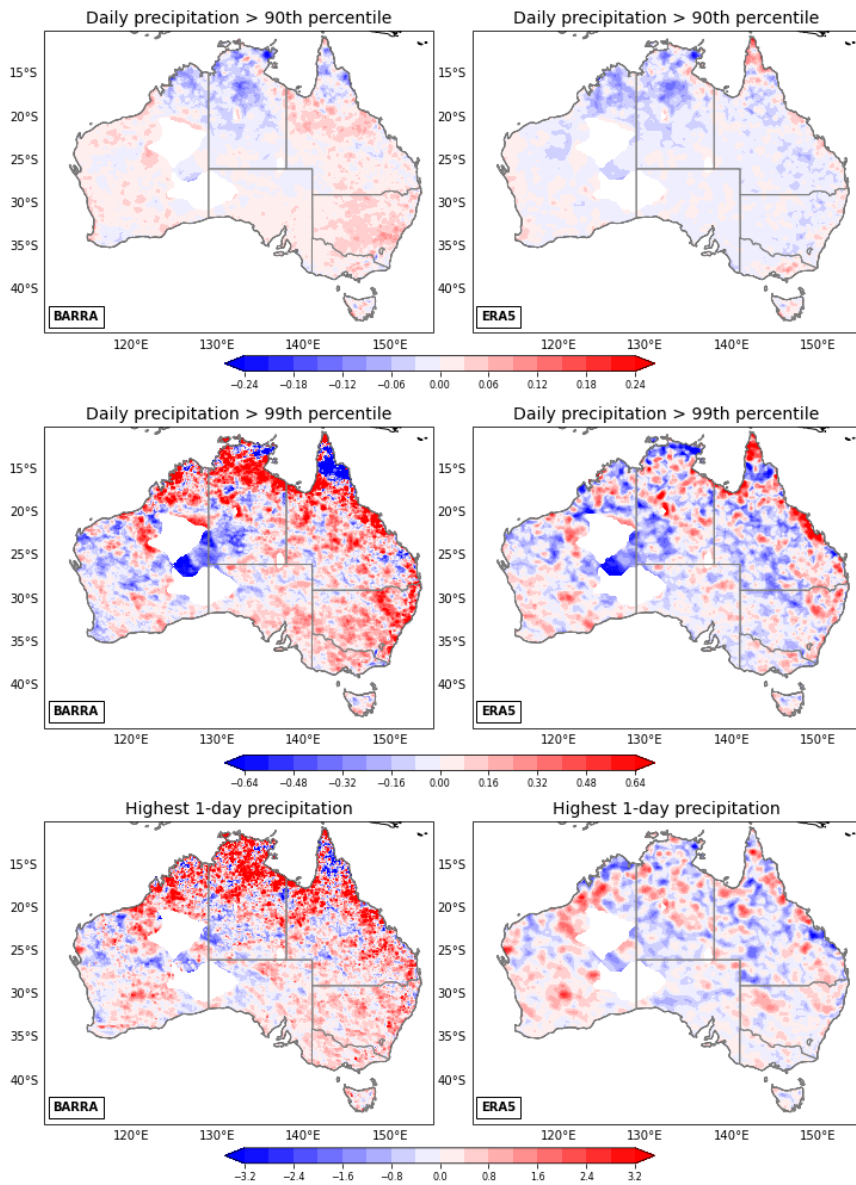 Daily precipitation > 90th percentile
Daily precipitation > 90th percentile
15°S
20°S
25°S
30°S
35°S
40°S
BARRA
120°E
130°E
140°E
150°E
15°S
20°S
25°S
30°S
35°S
40°S
ERA5
120°E
130°E
140°E
150°E
−0.24 −0.18 −0.12 −0.06 0.00 0.06 0.12 0.18 0.24
Daily precipitation > 99th percentile
Daily precipitation > 99th percentile
15°S
20°S
25°S
30°S
35°S
40°S
BARRA
120°E
130°E
140°E
150°E
15°S
20°S
25°S
30°S
35°S
40°S
ERA5
120°E
130°E
140°E
150°E
−0.64 −0.48 −0.32 −0.16 0.00 0.16 0.32 0.48 0.64
Highest 1-day precipitation
Highest 1-day precipitation
15°S
20°S
25°S
30°S
35°S
40°S
BARRA
120°E
130°E
140°E
150°E
15°S
20°S
25°S
30°S
35°S
40°S
ERA5
120°E
130°E
140°E
150°E
−3.2 −2.4 −1.6 −0.8 0.0 0.8 1.6 2.4 3.2